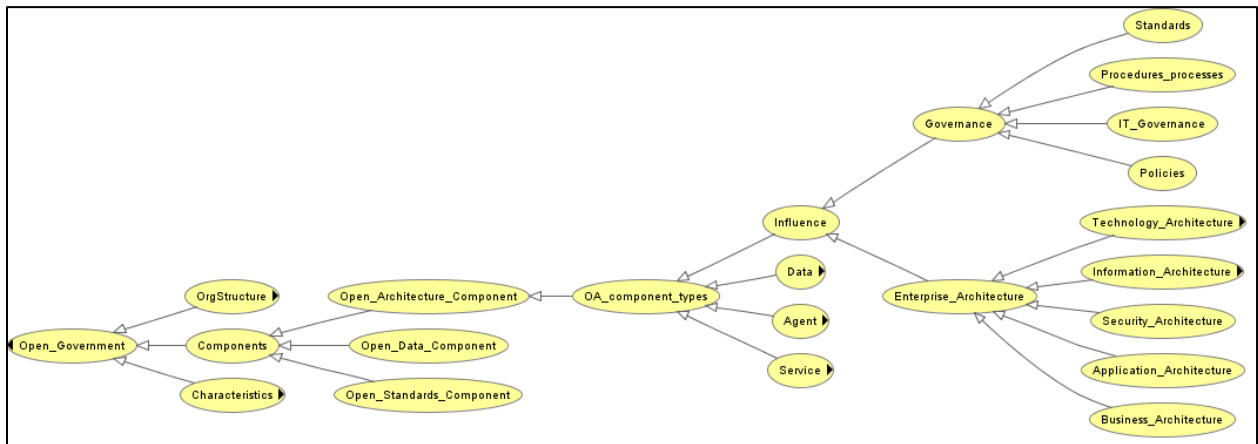 Standards
Procedures_processes
Governance
IT_Governance
Policies
Influence
Technology_Architecture
Data
Information_Architecture
OrgStructure
Open_Architecture_Component
OA_component_types
Enterprise_Architecture
Agent
Security_Architecture
Open_Government
Components
Open_Data_Component
Service
Application_Architecture
Characteristics
Open_Standards_Component
Business_Architecture